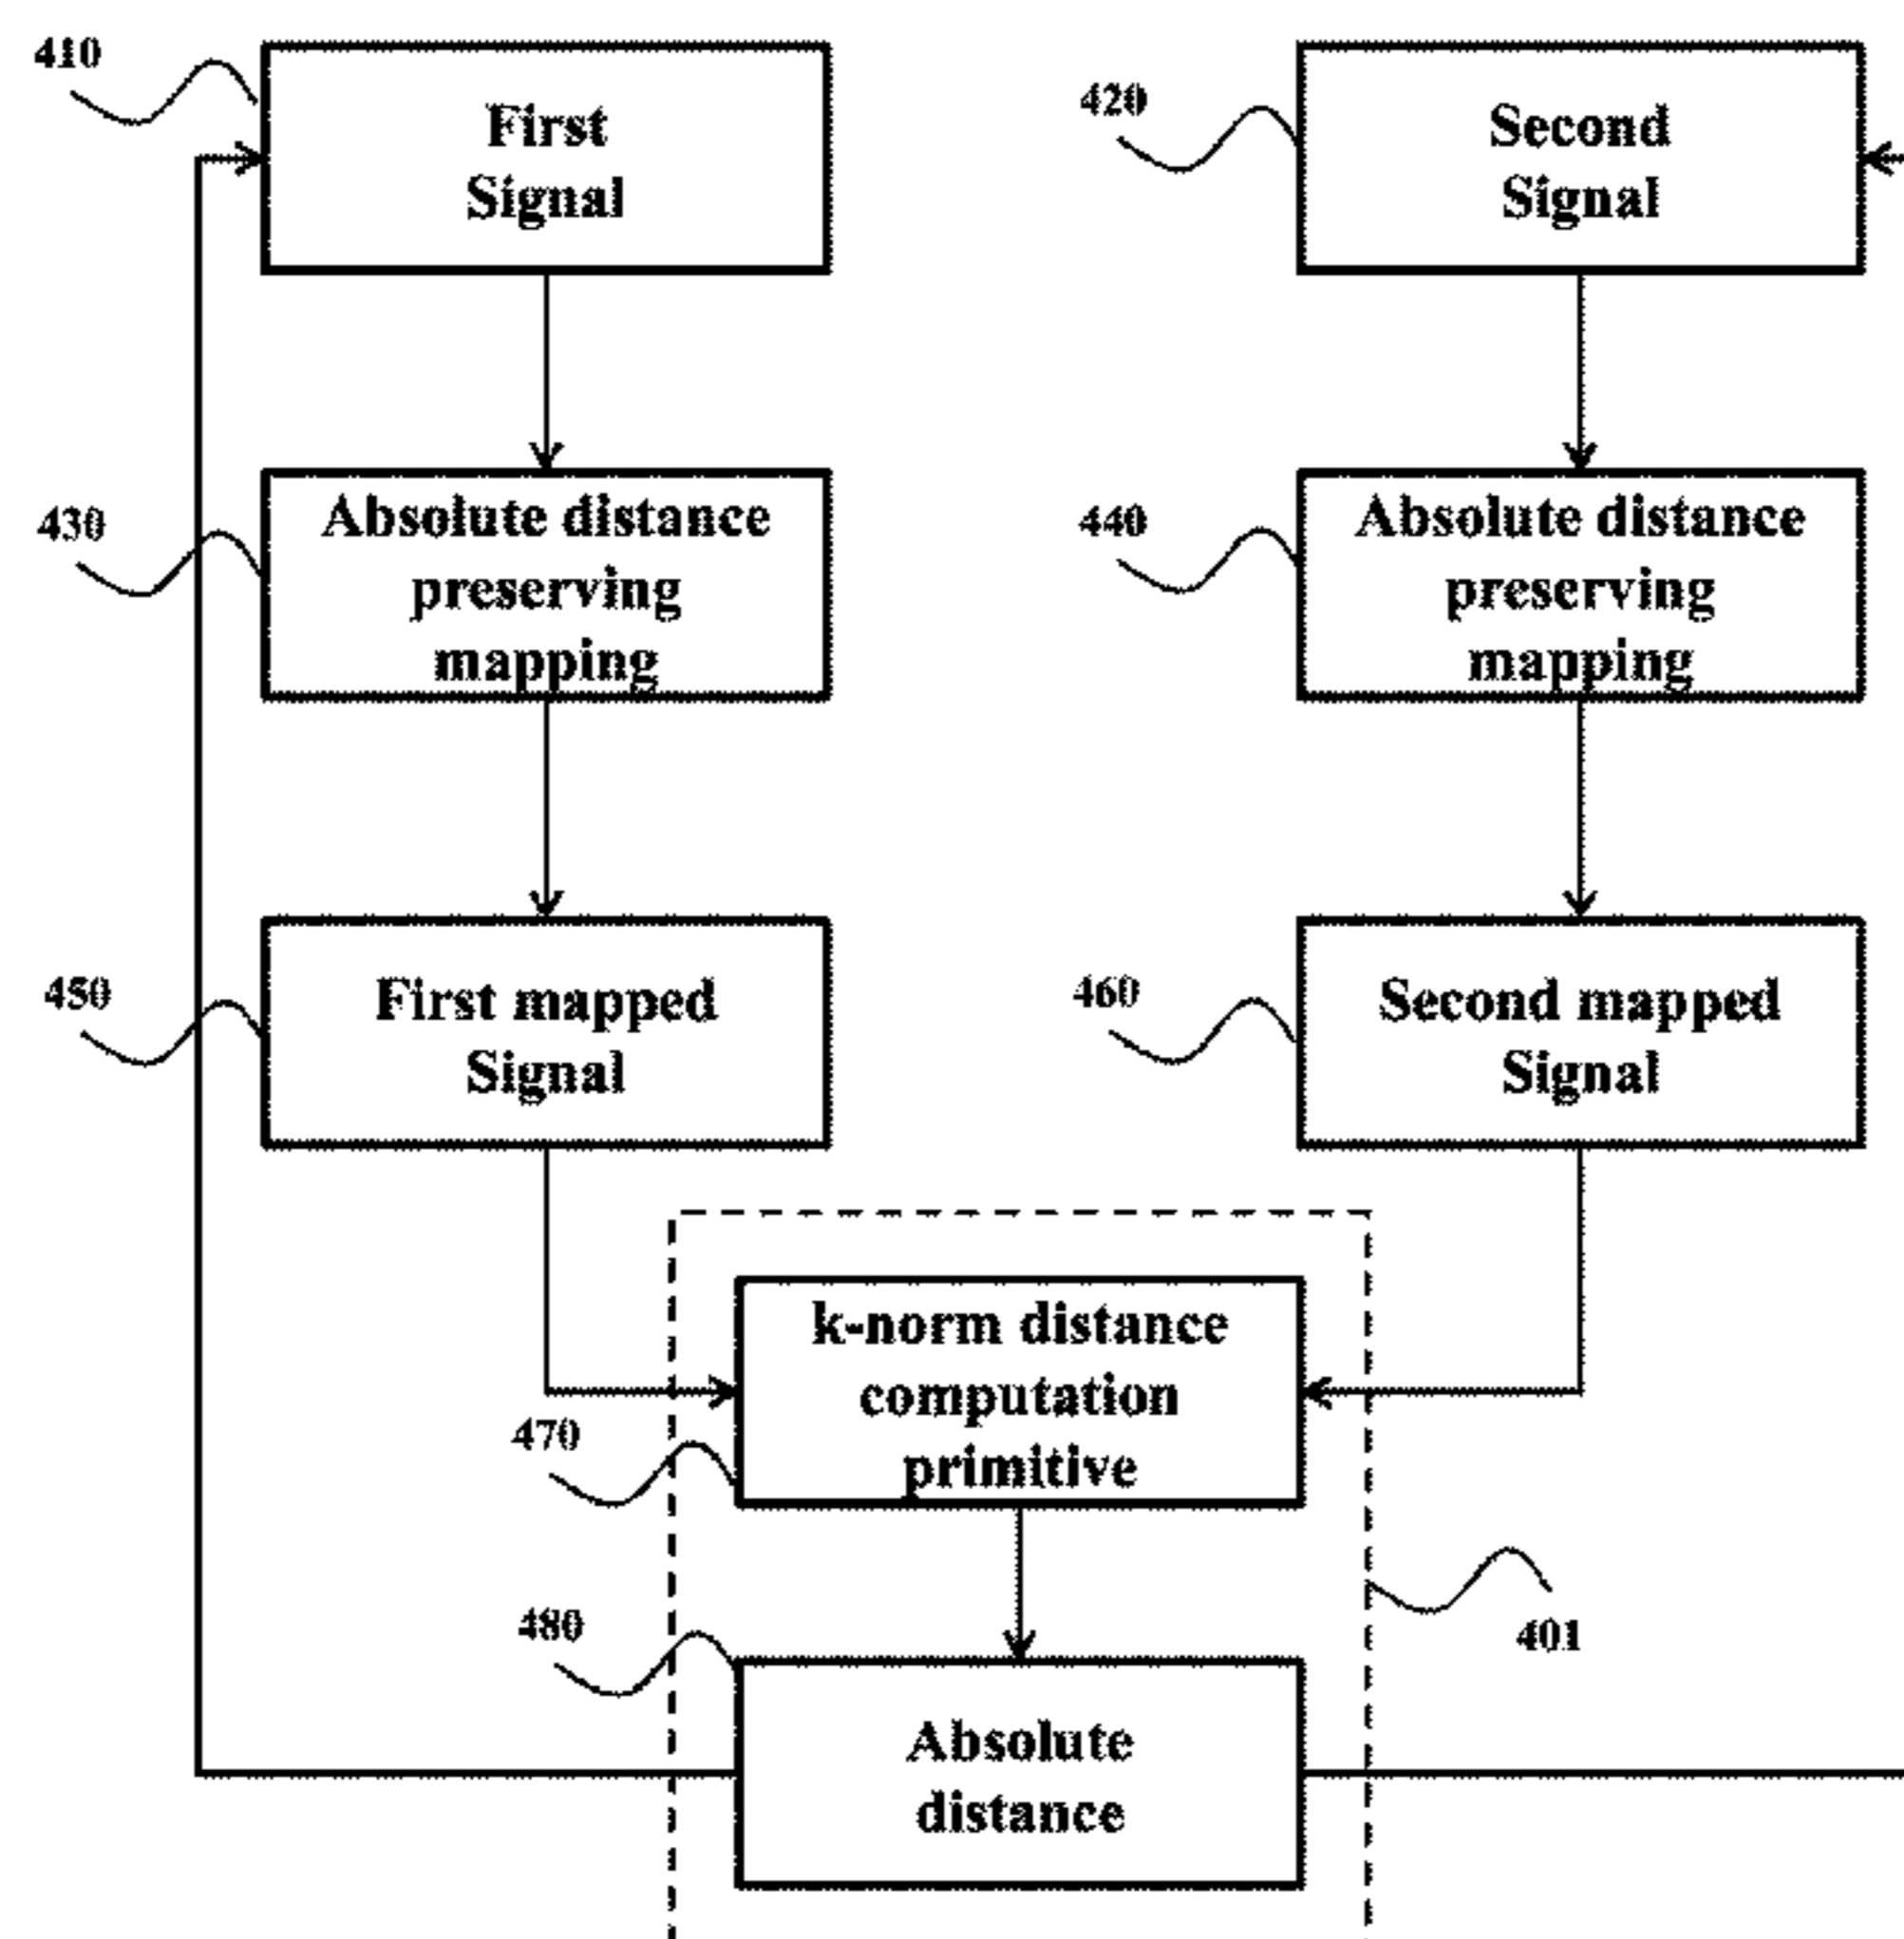 410
First
Signal
420
Second
Signal
430
Absolute distance
preserving
mapping
440
Absolute distance
preserving
mapping
450
First mapped
Signal
460
Second mapped
Signal
k-norm distance
computation
primitive
470
480
401
Absolute
distance